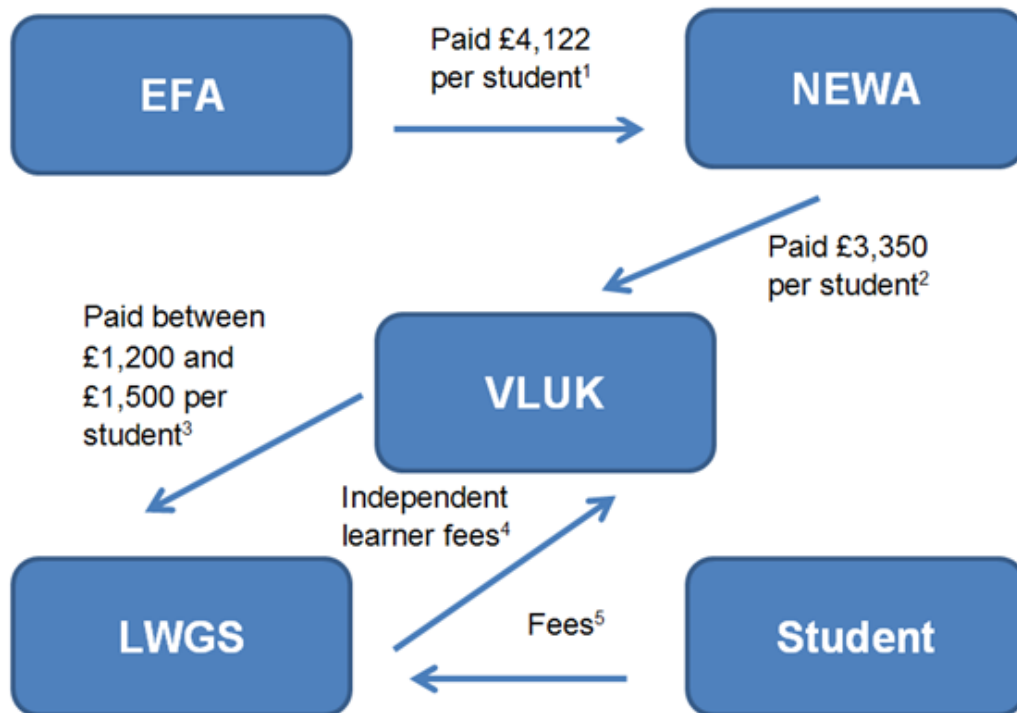 EFA
Paid £4,122
per student¹
NEWA
Paid £3,350
per student²
Paid between
£1,200 and
£1,500 per
student³
VLUK
Independent
learner fees⁴
LWGS
Fees⁵
Student